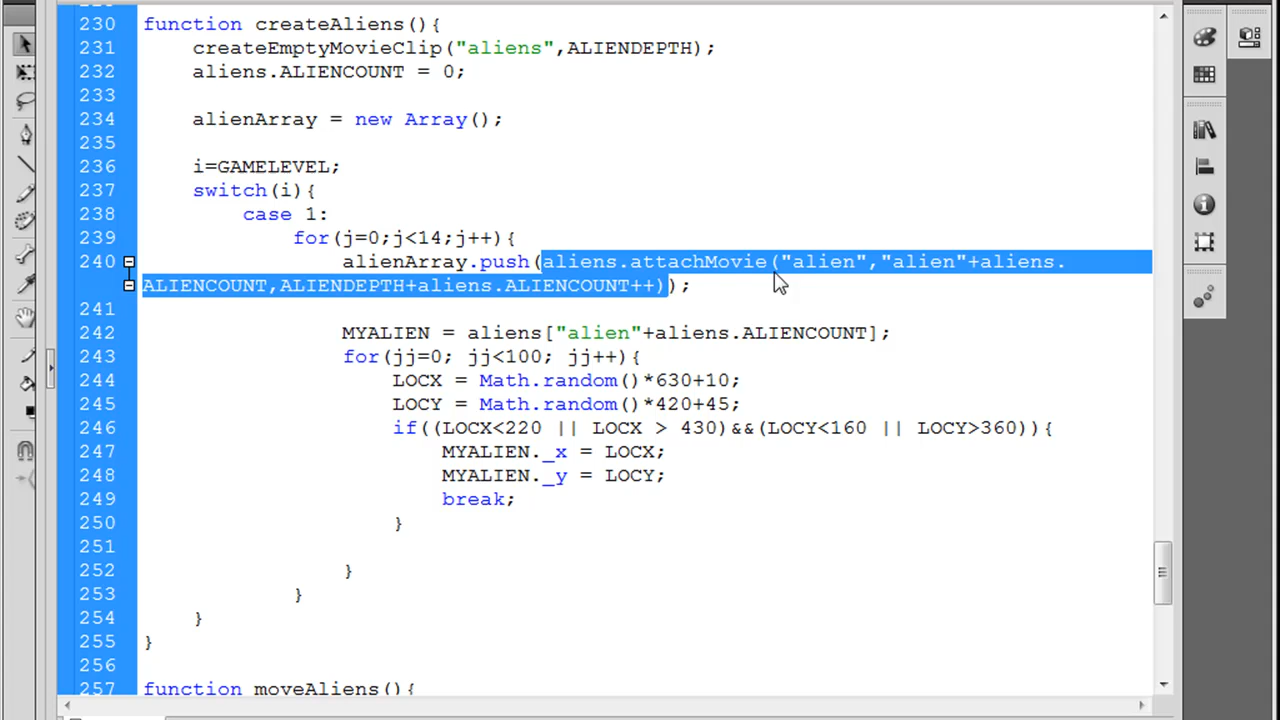 230 function createAliens(){
231 createEmptyMovieClip("aliens",ALIENDEPTH);
232 aliens.ALIENCOUNT = 0;
233
234 alienArray = new Array();
235
236 i=GAMELEVEL;
237 switch(i){
238 case 1:
239 for(j=0;j<14;j++){
240 alienArray.push(aliens.attachMovie("alien","alien"+aliens.
ALIENCOUNT,ALIENDEPTH+aliens.ALIENCOUNT++));
241
242 MYALIEN = aliens["alien"+aliens.ALIENCOUNT];
243 for(jj=0; jj<100; jj++){
244 LOCX = Math.random()*630+10;
245 LOCY = Math.random()*420+45;
246 if((LOCX<220 || LOCX > 430)&&(LOCY<160 || LOCY>360)){
247 MYALIEN._x = LOCX;
248 MYALIEN._y = LOCY;
249 break;
250 }
251
252 }
253 }
254 }
255 }
256
257 function moveAliens(){